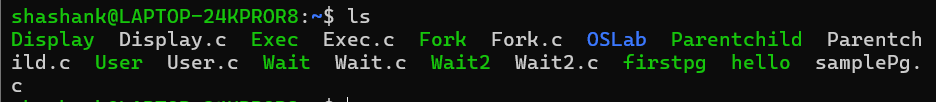 shashank@LAPTOP-24KPROR8:~$ ls
Display  Display.c  Exec  Exec.c  Fork  Fork.c  OSLab  Parentchild  Parentch
ild.c  User  User.c  Wait  Wait.c  Wait2  Wait2.c  firstpg  hello  samplePg.
c